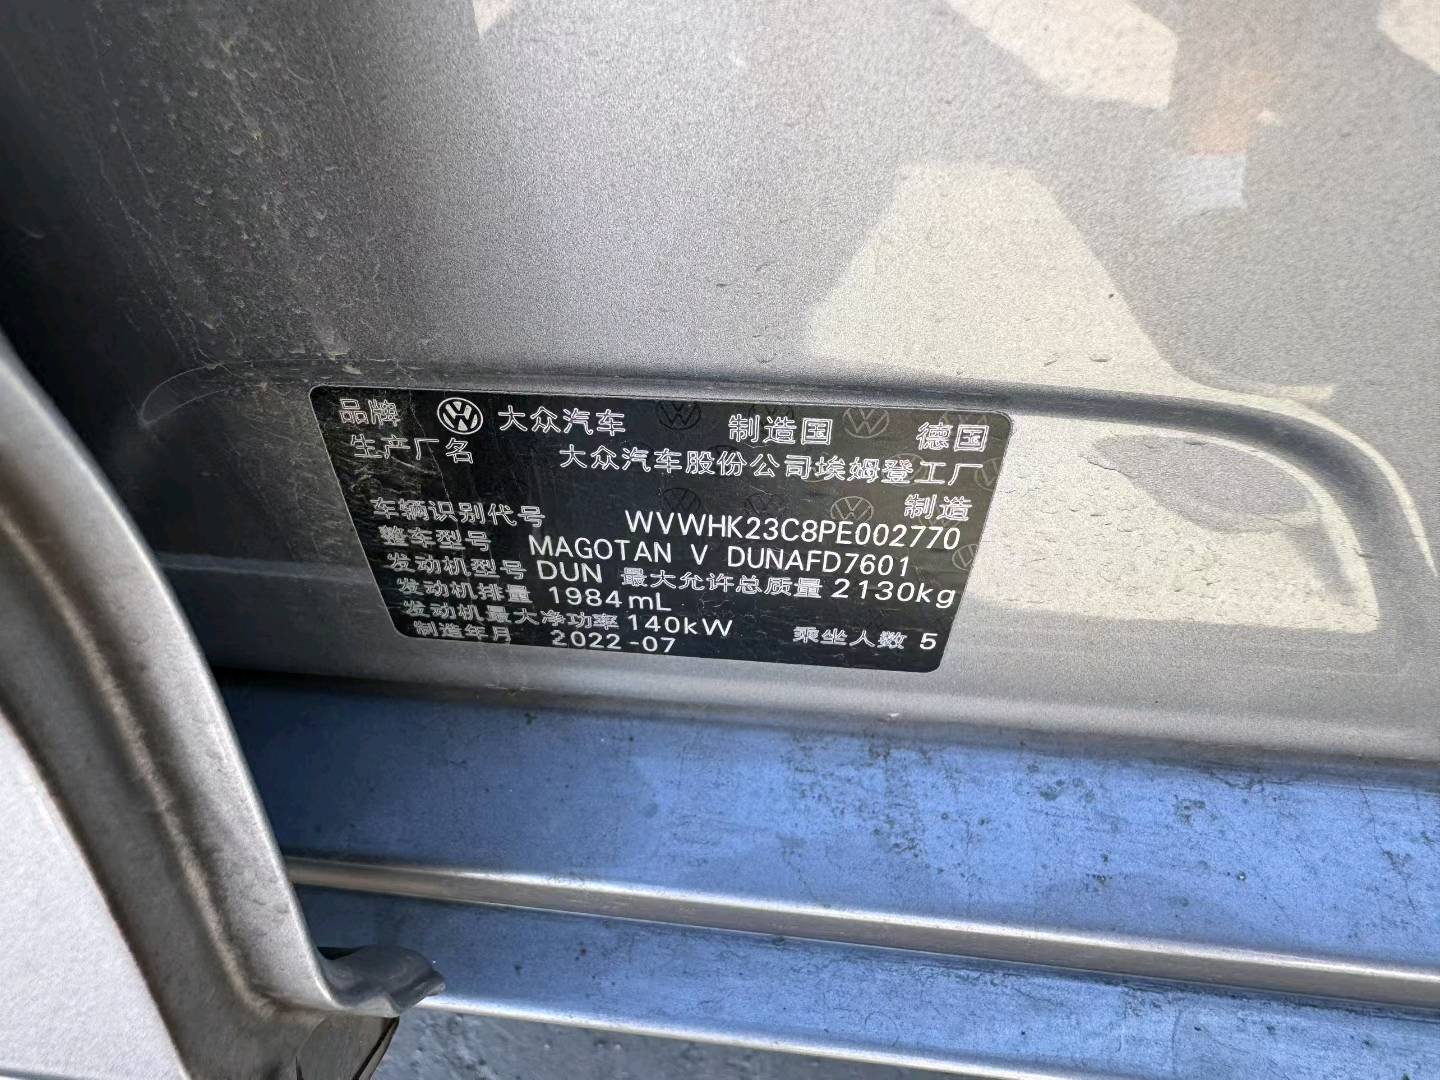 品牌 大众汽车 制造国 德国
生产厂名 大众汽车股份公司埃姆登工厂
制造
车辆识别代号 WVWHK23C8PE002770
整车型号 MAGOTAN V DUNAFD7601
发动机型号 DUN 最大允许总质量 2130kg
发动机排量 1984mL
发动机最大净功率 140kW 乘坐人数 5
制造年月 2022-07